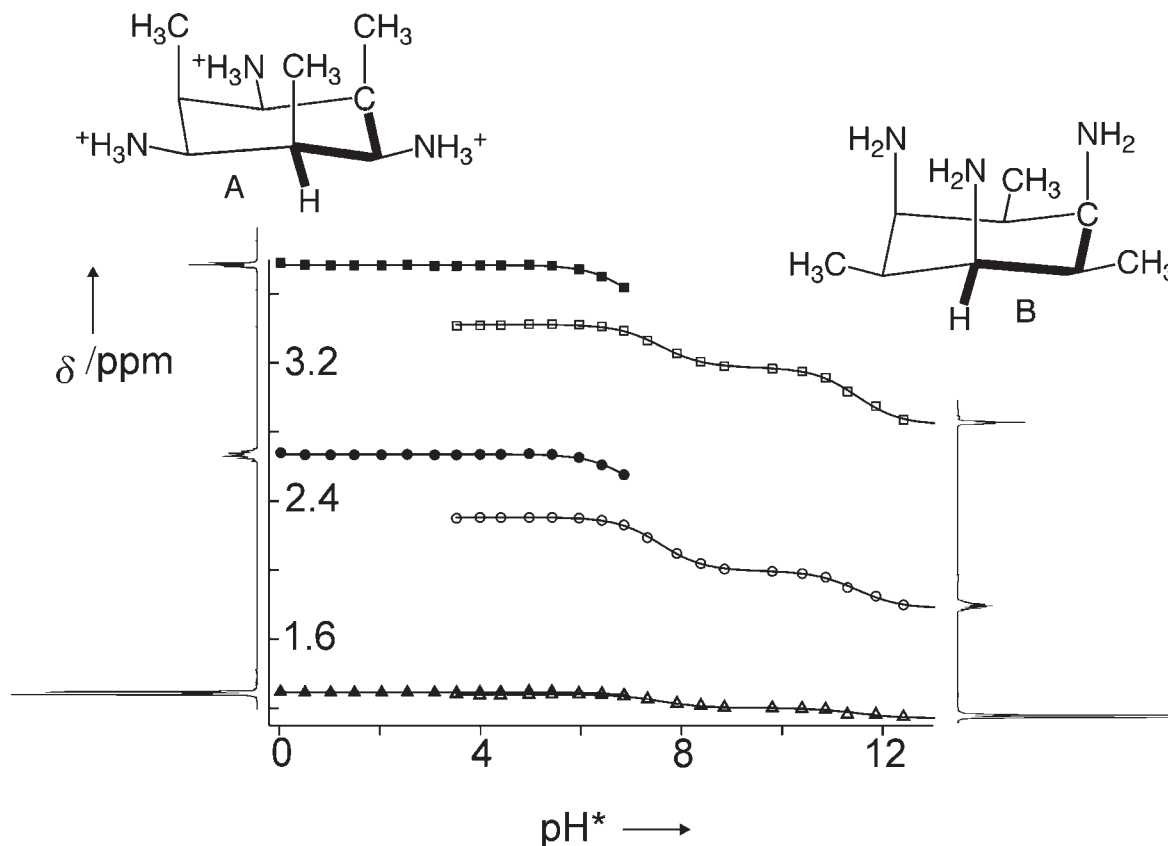 H₃C
CH₃
⁺H₃N
CH₃
C
⁺H₃N
NH₃⁺
A
H
H₂N
NH₂
H₂N
CH₃
C
H₃C
CH₃
H
B
δ /ppm
3.2
2.4
1.6
0
4
8
12
pH* ⟶